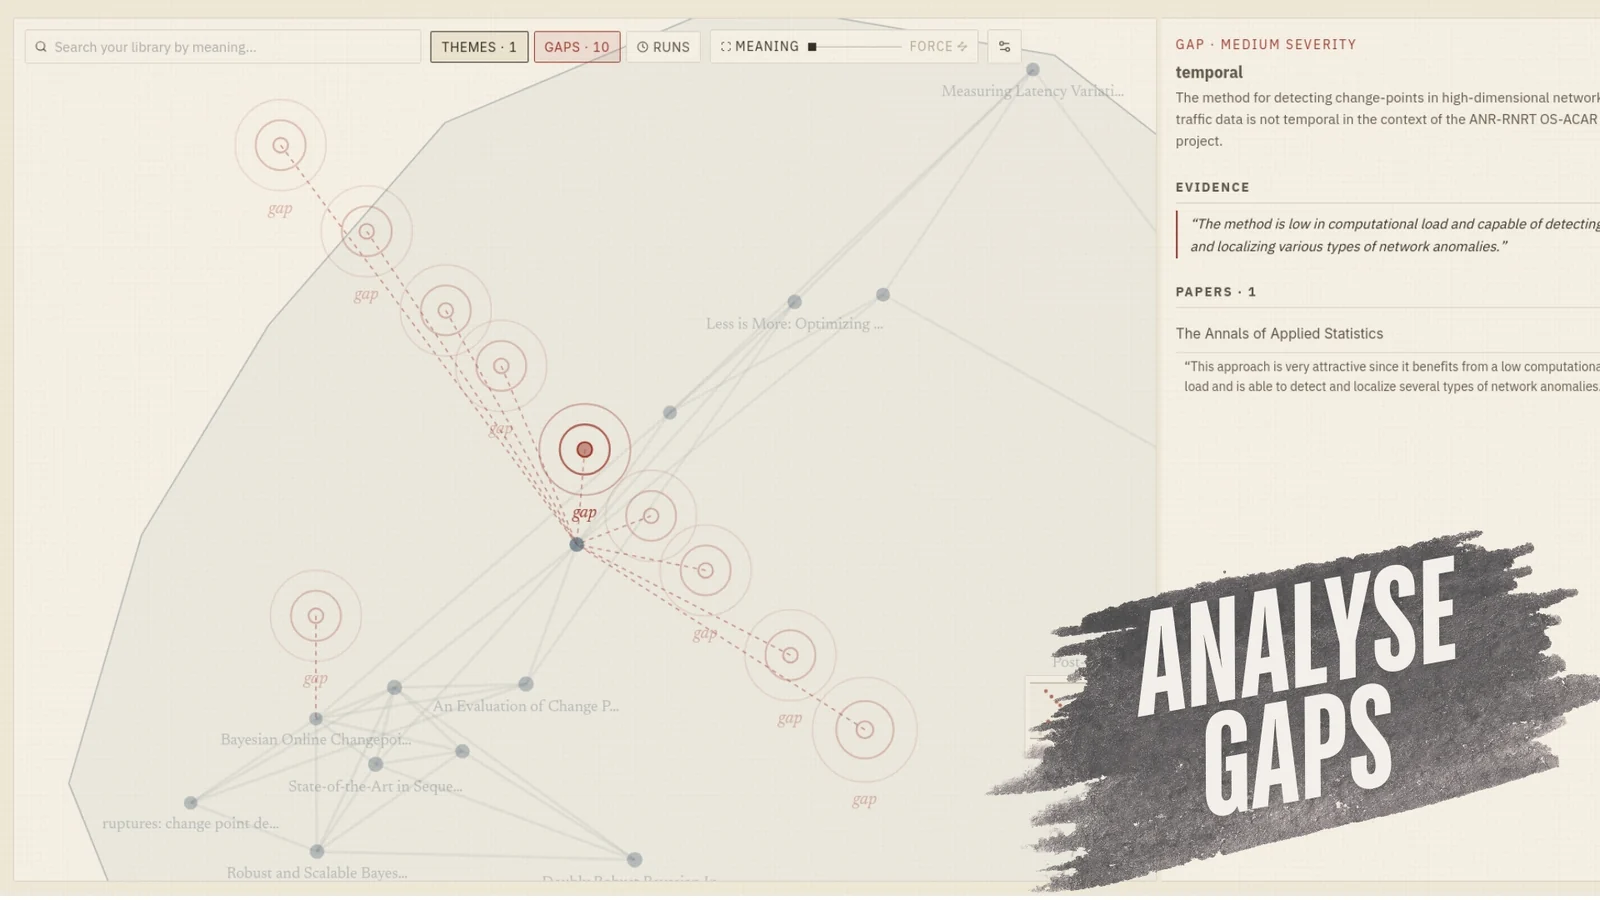 Search your library by meaning...
THEMES · 1
GAPS · 10
RUNS
MEANING
FORCE
Measuring Latency Variati...
gap
gap
Less is More: Optimizing ...
gap
gap
gap
gap
gap
gap
Post-
An Evaluation of Change P...
Bayesian Online Changepoi...
State-of-the-Art in Seque...
ruptures: change point de...
Robust and Scalable Bayes...
GAP · MEDIUM SEVERITY
temporal
The method for detecting change-points in high-dimensional network
traffic data is not temporal in the context of the ANR-RNRT OS-ACAR
project.
EVIDENCE
“The method is low in computational load and capable of detecting
and localizing various types of network anomalies.”
PAPERS · 1
The Annals of Applied Statistics
“This approach is very attractive since it benefits from a low computationa
load and is able to detect and localize several types of network anomalies.
ANALYSE
GAPS